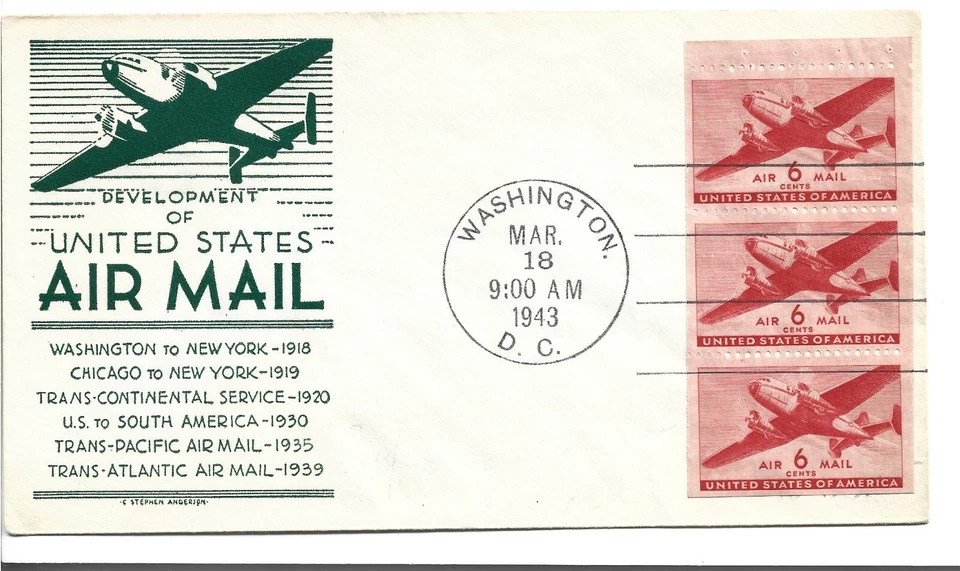 DEVELOPMENT
OF
UNITED STATES
AIR MAIL
WASHINGTON TO NEW YORK-1918
CHICAGO TO NEW YORK-1919
TRANS-CONTINENTAL SERVICE-1920
U.S. TO SOUTH AMERICA-1930
TRANS-PACIFIC AIR MAIL-1935
TRANS-ATLANTIC AIR MAIL-1939
·C STEPHEN ANDERSON·
WASHINGTON.
MAR.
18
9:00 AM
1943
D. C.
AIR 6 MAIL
CENTS
UNITED STATES OF AMERICA
AIR 6 MAIL
CENTS
UNITED STATES OF AMERICA
AIR 6 MAIL
CENTS
UNITED STATES OF AMERICA